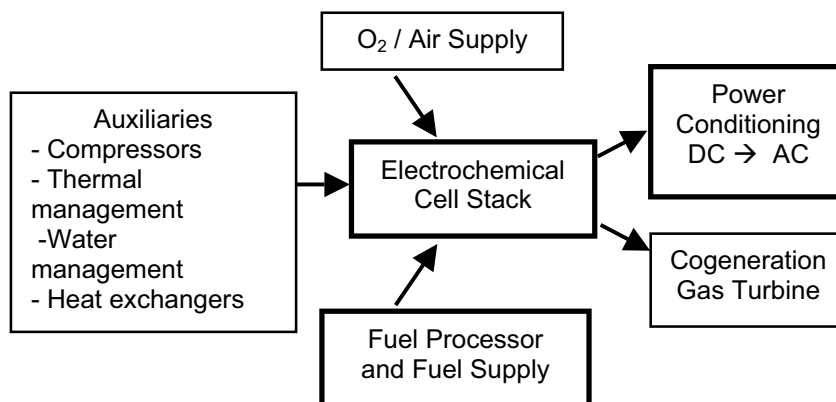 O₂ / Air Supply
Auxiliaries
- Compressors
- Thermal
management
-Water
management
- Heat exchangers
Electrochemical
Cell Stack
Power
Conditioning
DC → AC
Cogeneration
Gas Turbine
Fuel Processor
and Fuel Supply